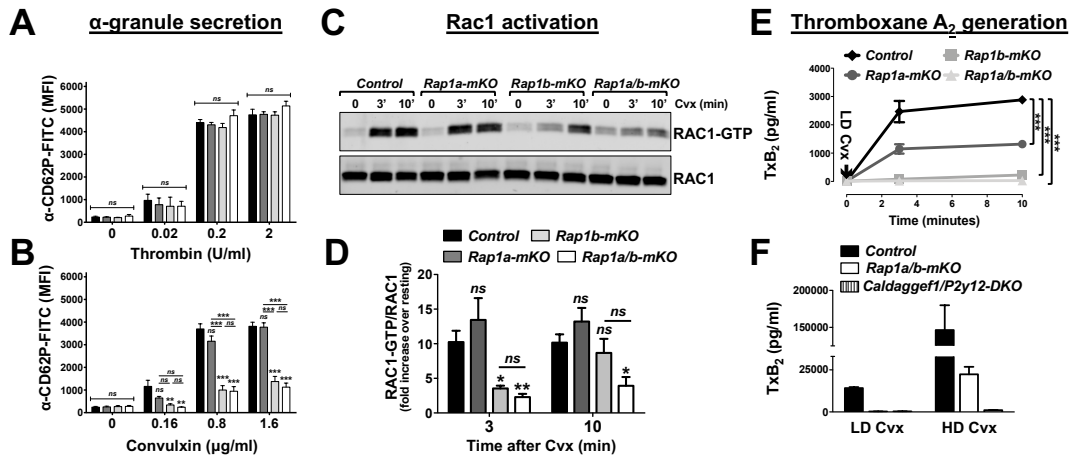 A α-granule secretion
α-CD62P-FITC (MFI)
6000
5000
4000
3000
2000
1000
0
ns
ns
ns
ns
0 0.02 0.2 2
Thrombin (U/ml)
B
α-CD62P-FITC (MFI)
6000
5000
4000
3000
2000
1000
0
ns
ns
ns ns
ns
** **
***
*** ns
ns
*** ***
***
*** ns
ns
*** ***
0 0.16 0.8 1.6
Convulxin (µg/ml)
C Rac1 activation
Control Rap1a-mKO Rap1b-mKO Rap1a/b-mKO
0 3' 10' 0 3' 10' 0 3' 10' 0 3' 10' Cvx (min)
RAC1-GTP
RAC1
D
Control Rap1b-mKO
Rap1a-mKO Rap1a/b-mKO
RAC1-GTP/RAC1
(fold increase over resting)
20
15
10
5
0
ns
ns
* **
ns
ns
ns
*
3 10
Time after Cvx (min)
E Thromboxane A2 generation
Control Rap1b-mKO
Rap1a-mKO Rap1a/b-mKO
TxB2 (pg/ml)
4000
3000
2000
1000
0
LD Cvx
***
***
***
0 2 4 6 8 10
Time (minutes)
F
Control
Rap1a/b-mKO
Caldaggef1/P2y12-DKO
TxB2 (pg/ml)
200000
150000
25000
0
LD Cvx HD Cvx